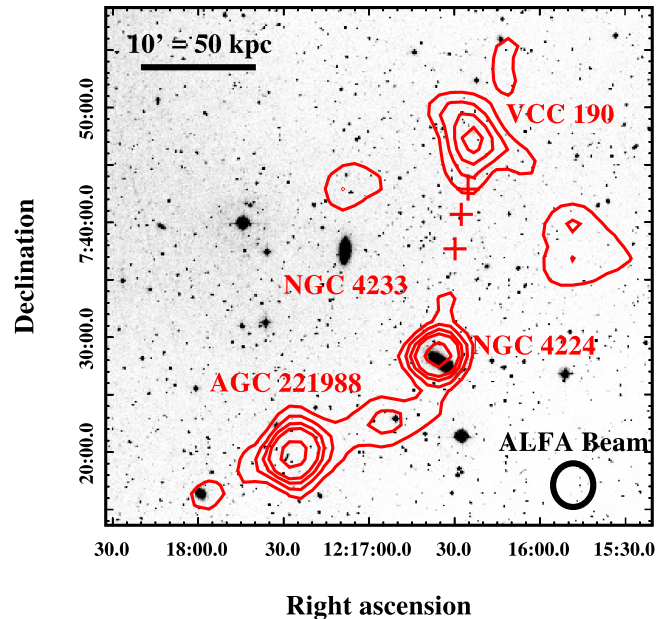 10' = 50 kpc
VCC 190
NGC 4233
NGC 4224
AGC 221988
ALFA Beam
Declination
50:00.0
7:40:00.0
30:00.0
20:00.0
30.0 18:00.0 30.0 12:17:00.0 30.0 16:00.0 15:30.0
Right ascension